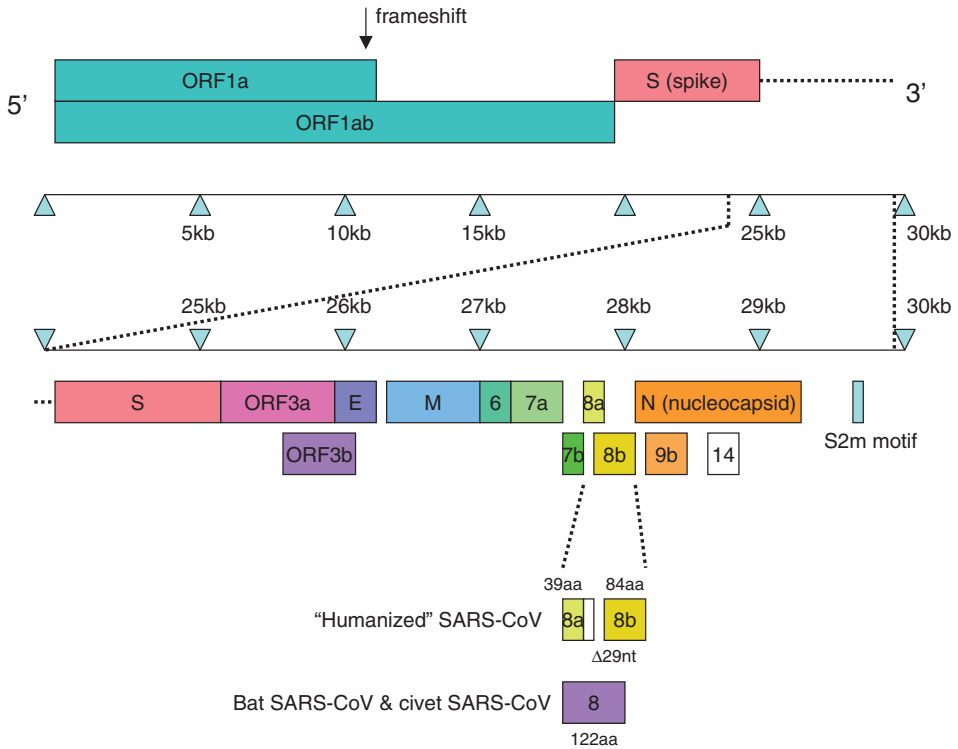 frameshift
ORF1a
S (spike)
5’
3’
ORF1ab
5kb
10kb
15kb
25kb
30kb
25kb
26kb
27kb
28kb
29kb
30kb
S
ORF3a
E
M
6
7a
8a
N (nucleocapsid)
S2m motif
ORF3b
7b
8b
9b
14
39aa
84aa
“Humanized” SARS-CoV
8a
8b
Δ29nt
Bat SARS-CoV & civet SARS-CoV
8
122aa